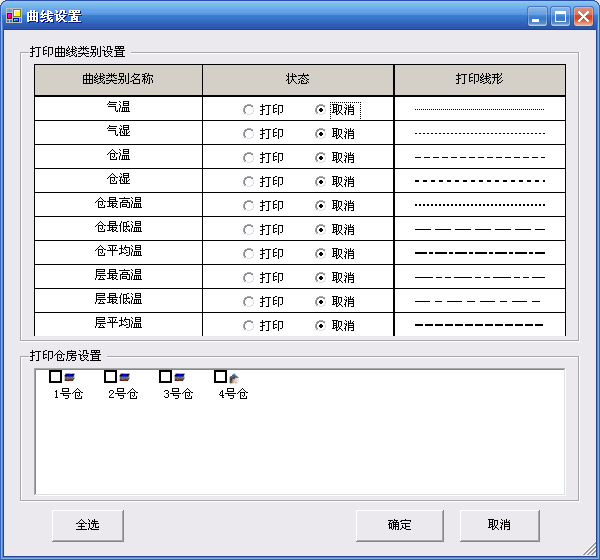 曲线设置
打印曲线类别设置
曲线类别名称 状态 打印线形
气温 打印 取消
气湿 打印 取消
仓温 打印 取消
仓湿 打印 取消
仓最高温 打印 取消
仓最低温 打印 取消
仓平均温 打印 取消
层最高温 打印 取消
层最低温 打印 取消
层平均温 打印 取消
打印仓房设置
1号仓 2号仓 3号仓 4号仓
全选 确定 取消